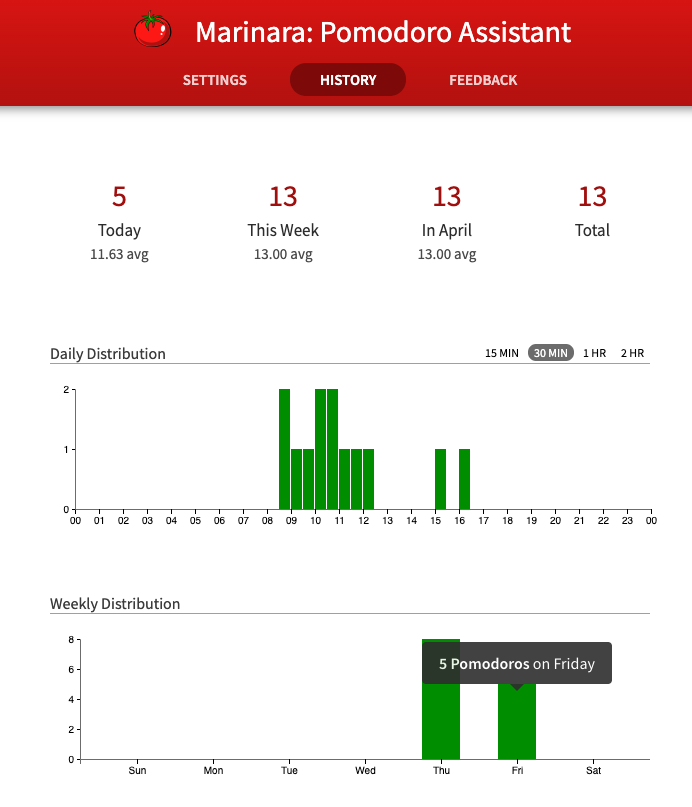 Marinara: Pomodoro Assistant
SETTINGS HISTORY FEEDBACK
5 13 13 13
Today This Week In April Total
11.63 avg 13.00 avg 13.00 avg
Daily Distribution 15 MIN 30 MIN 1 HR 2 HR
2
1
0
00 01 02 03 04 05 06 07 08 09 10 11 12 13 14 15 16 17 18 19 20 21 22 23 00
Weekly Distribution
8
5 Pomodoros on Friday
6
4
2
0
Sun Mon Tue Wed Thu Fri Sat